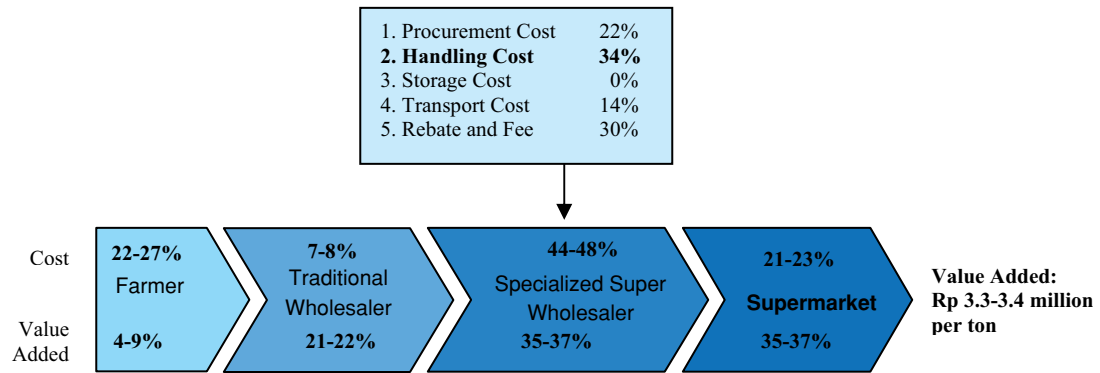 1. Procurement Cost 22%
2. Handling Cost 34%
3. Storage Cost 0%
4. Transport Cost 14%
5. Rebate and Fee 30%
Cost
22-27%
Farmer
4-9%
7-8%
Traditional
Wholesaler
21-22%
44-48%
Specialized Super
Wholesaler
35-37%
21-23%
Supermarket
35-37%
Value
Added
Value Added:
Rp 3.3-3.4 million
per ton